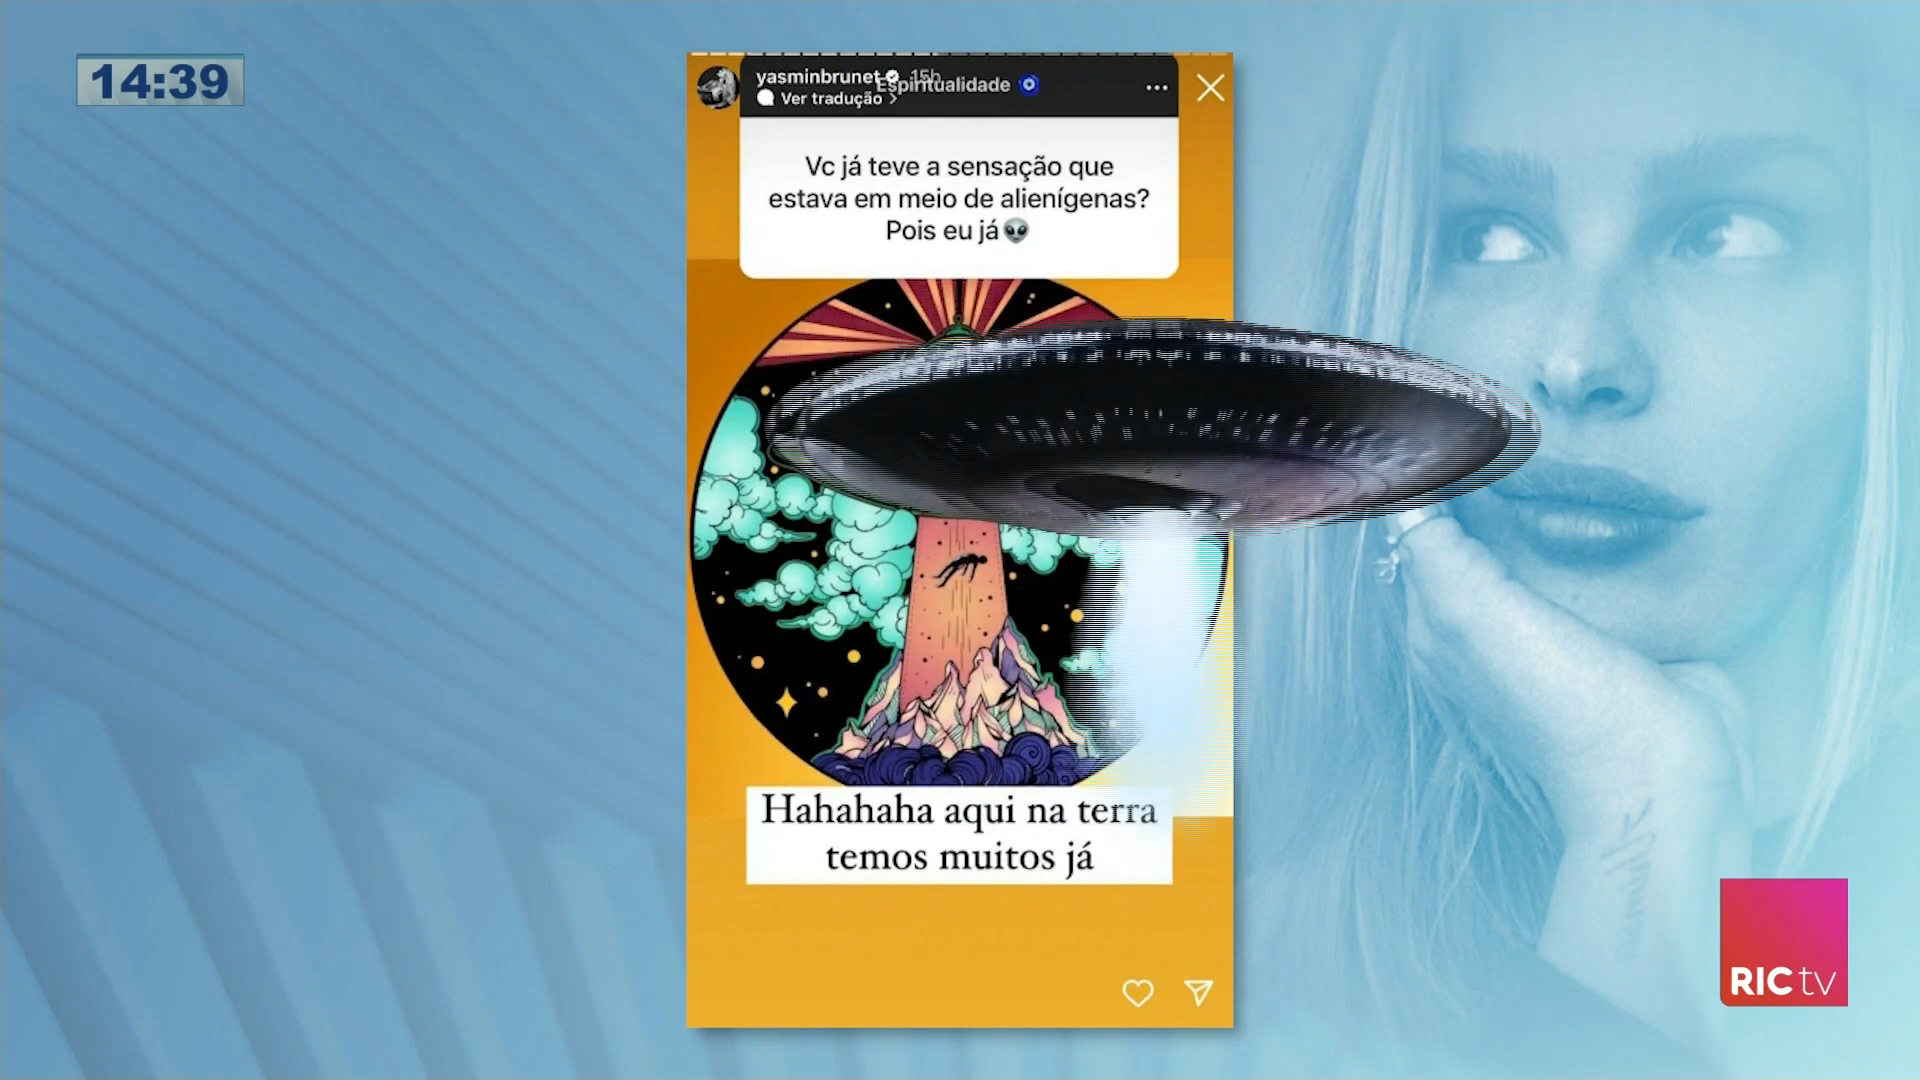 14:39
yasminbrunet 15h
Espiritualidade
Ver tradução >
Vc já teve a sensação que
estava em meio de alienígenas?
Pois eu já👽
Hahahaha aqui na terra
temos muitos já
RIC tv